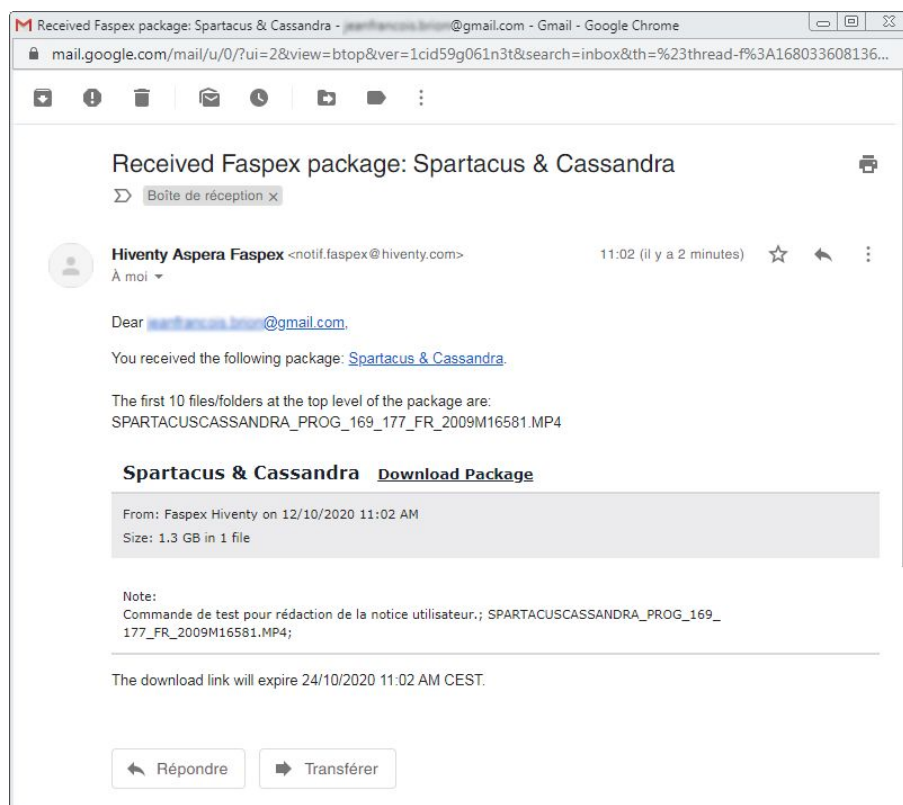 Received Faspex package: Spartacus & Cassandra - @gmail.com - Gmail - Google Chrome
mail.google.com/mail/u/0/?ui=2&view=btop&ver=1cid59g061n3t&search=inbox&th=%23thread-f%3A168033608136...
Received Faspex package: Spartacus & Cassandra
Boîte de réception x
Hiventy Aspera Faspex <notif.faspex@hiventy.com> 11:02 (il y a 2 minutes)
À moi
Dear @gmail.com,
You received the following package: Spartacus & Cassandra.
The first 10 files/folders at the top level of the package are:
SPARTACUSCASSANDRA_PROG_169_177_FR_2009M16581.MP4
Spartacus & Cassandra Download Package
From: Faspex Hiventy on 12/10/2020 11:02 AM
Size: 1.3 GB in 1 file
Note:
Commande de test pour rédaction de la notice utilisateur.; SPARTACUSCASSANDRA_PROG_169_
177_FR_2009M16581.MP4;
The download link will expire 24/10/2020 11:02 AM CEST.
Répondre Transférer